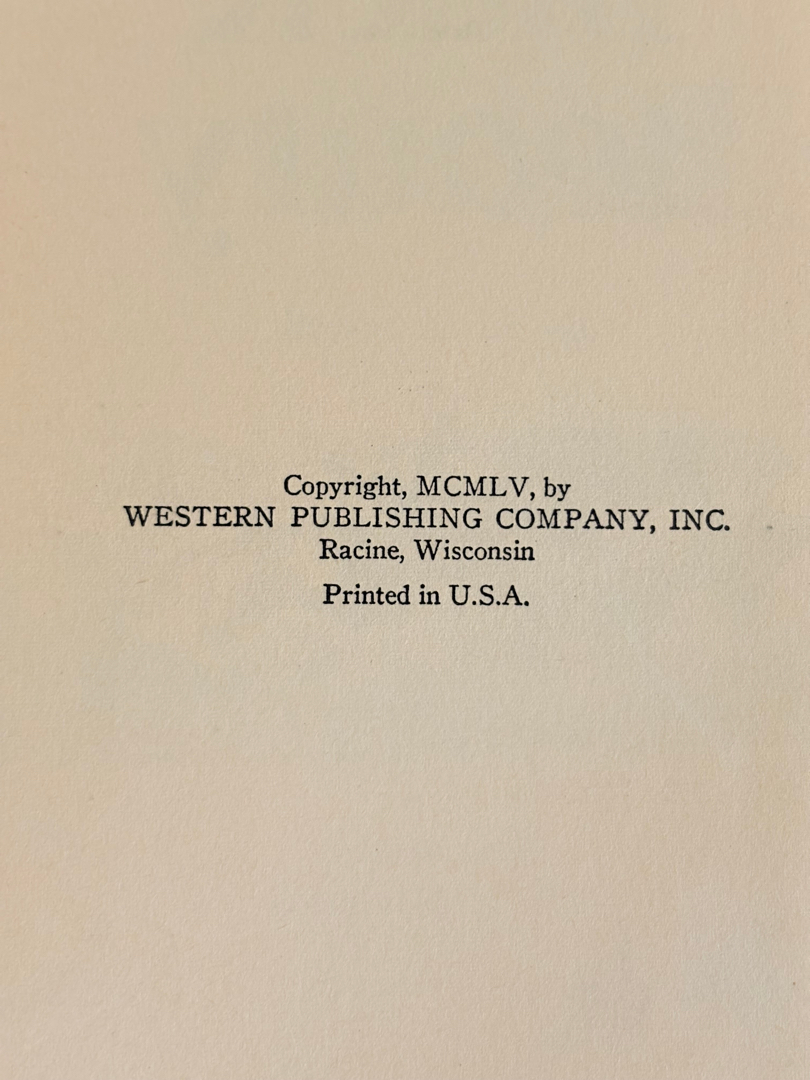 Copyright, MCMLV, by
WESTERN PUBLISHING COMPANY, INC.
Racine, Wisconsin
Printed in U.S.A.